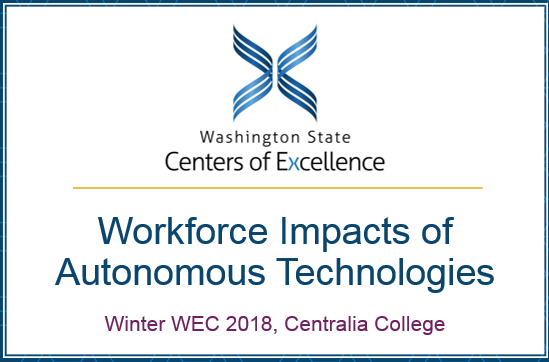 Washington State
Centers of Excellence
Workforce Impacts of
Autonomous Technologies
Winter WEC 2018, Centralia College